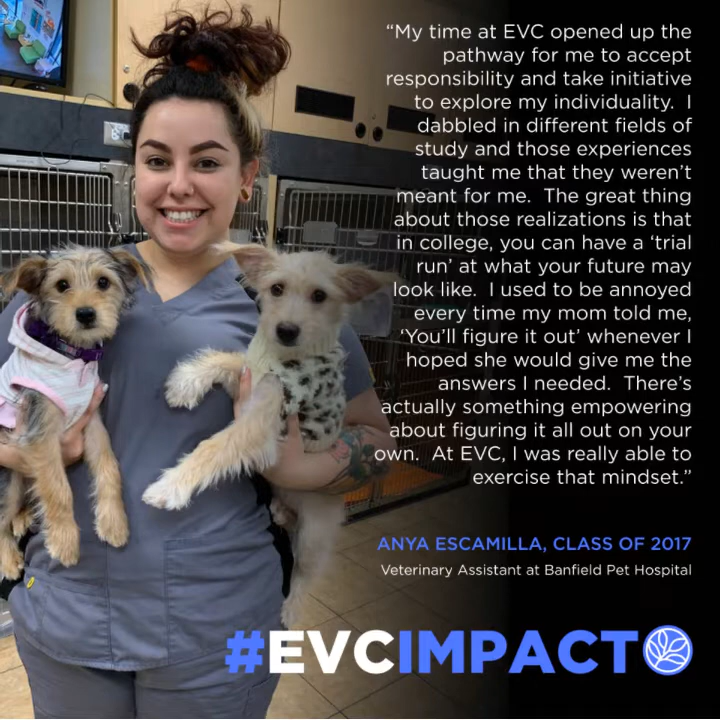 “My time at EVC opened up the
pathway for me to accept
responsibility and take initiative
to explore my individuality.  I
dabbled in different fields of
study and those experiences
taught me that they weren’t
meant for me.  The great thing
about those realizations is that
in college, you can have a ‘trial
run’ at what your future may
look like.  I used to be annoyed
every time my mom told me,
‘You’ll figure it out’ whenever I
hoped she would give me the
answers I needed.  There’s
actually something empowering
about figuring it all out on your
own.  At EVC, I was really able to
exercise that mindset.”
ANYA ESCAMILLA, CLASS OF 2017
Veterinary Assistant at Banfield Pet Hospital
#EVCIMPACT